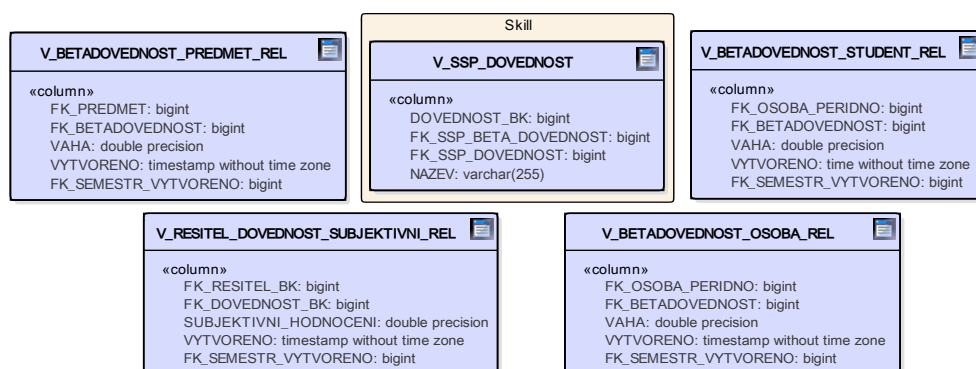 Skill
V_BETADOVEDNOST_PREDMET_REL
«column»
FK_PREDMET: bigint
FK_BETADOVEDNOST: bigint
VAHA: double precision
VYTVORENO: timestamp without time zone
FK_SEMESTR_VYTVORENO: bigint
V_SSP_DOVEDNOST
«column»
DOVEDNOST_BK: bigint
FK_SSP_BETA_DOVEDNOST: bigint
FK_SSP_DOVEDNOST: bigint
NAZEV: varchar(255)
V_BETADOVEDNOST_STUDENT_REL
«column»
FK_OSOBA_PERIDNO: bigint
FK_BETADOVEDNOST: bigint
VAHA: double precision
VYTVORENO: time without time zone
FK_SEMESTR_VYTVORENO: bigint
V_RESITEL_DOVEDNOST_SUBJEKTIVNI_REL
«column»
FK_RESITEL_BK: bigint
FK_DOVEDNOST_BK: bigint
SUBJEKTIVNI_HODNOCENI: double precision
VYTVORENO: timestamp without time zone
FK_SEMESTR_VYTVORENO: bigint
V_BETADOVEDNOST_OSOBA_REL
«column»
FK_OSOBA_PERIDNO: bigint
FK_BETADOVEDNOST: bigint
VAHA: double precision
VYTVORENO: timestamp without time zone
FK_SEMESTR_VYTVORENO: bigint